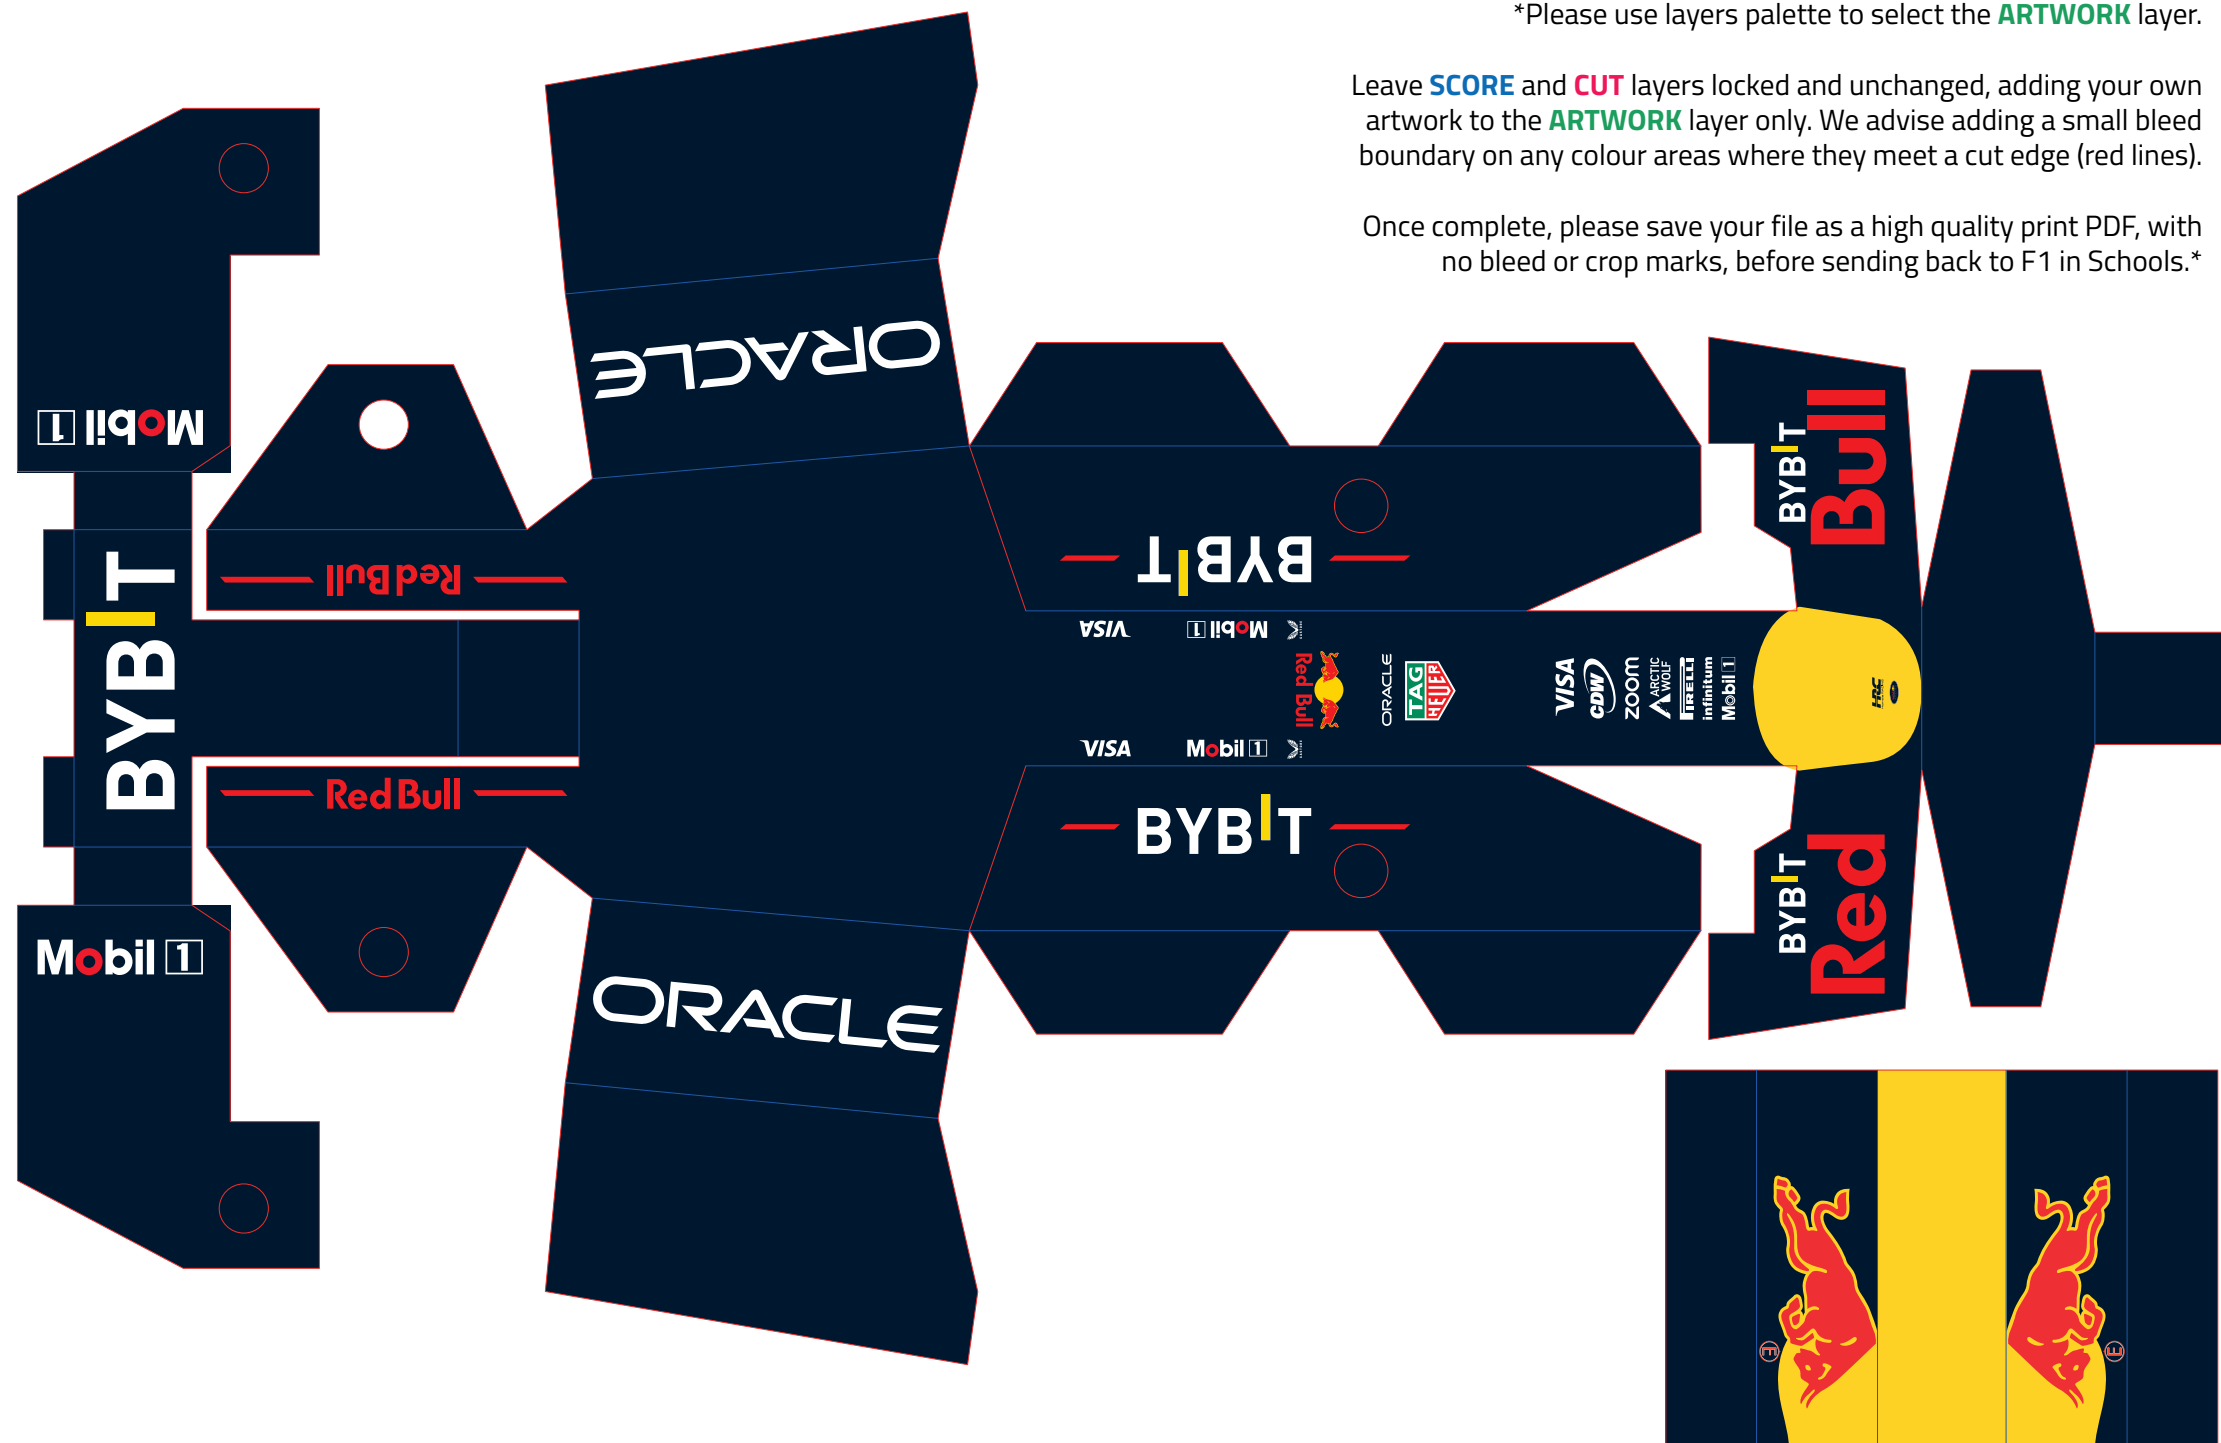 *Please use layers palette to select the ARTWORK layer.
Leave SCORE and CUT layers locked and unchanged, adding your own
artwork to the ARTWORK layer only. We advise adding a small bleed
boundary on any colour areas where they meet a cut edge (red lines).
Once complete, please save your file as a high quality print PDF, with
no bleed or crop marks, before sending back to F1 in Schools.*
ORACLE
Mobil 1
Red Bull
BYBIT
BYBIT
Bull
BYBIT
VISA
Mobil 1
BYBIT
Red Bull
ORACLE
TAG
HEUER
VISA
CDW
zoom
ARCTIC
WOLF
PIRELLI
infinitum
Mobil 1
HRC
VISA
Mobil 1
Red Bull
BYBIT
BYBIT
Red
Mobil 1
ORACLE
E
E